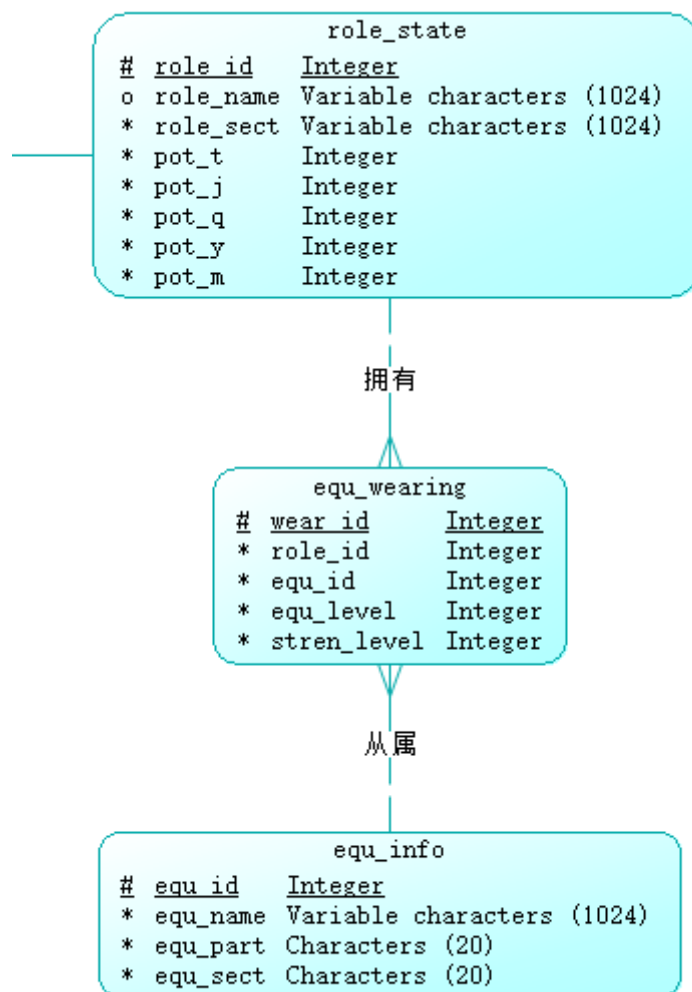 role_state
# role_id Integer
o role_name Variable characters (1024)
* role_sect Variable characters (1024)
* pot_t Integer
* pot_j Integer
* pot_q Integer
* pot_y Integer
* pot_m Integer
拥有
equ_wearing
# wear_id Integer
* role_id Integer
* equ_id Integer
* equ_level Integer
* stren_level Integer
从属
equ_info
# equ_id Integer
* equ_name Variable characters (1024)
* equ_part Characters (20)
* equ_sect Characters (20)